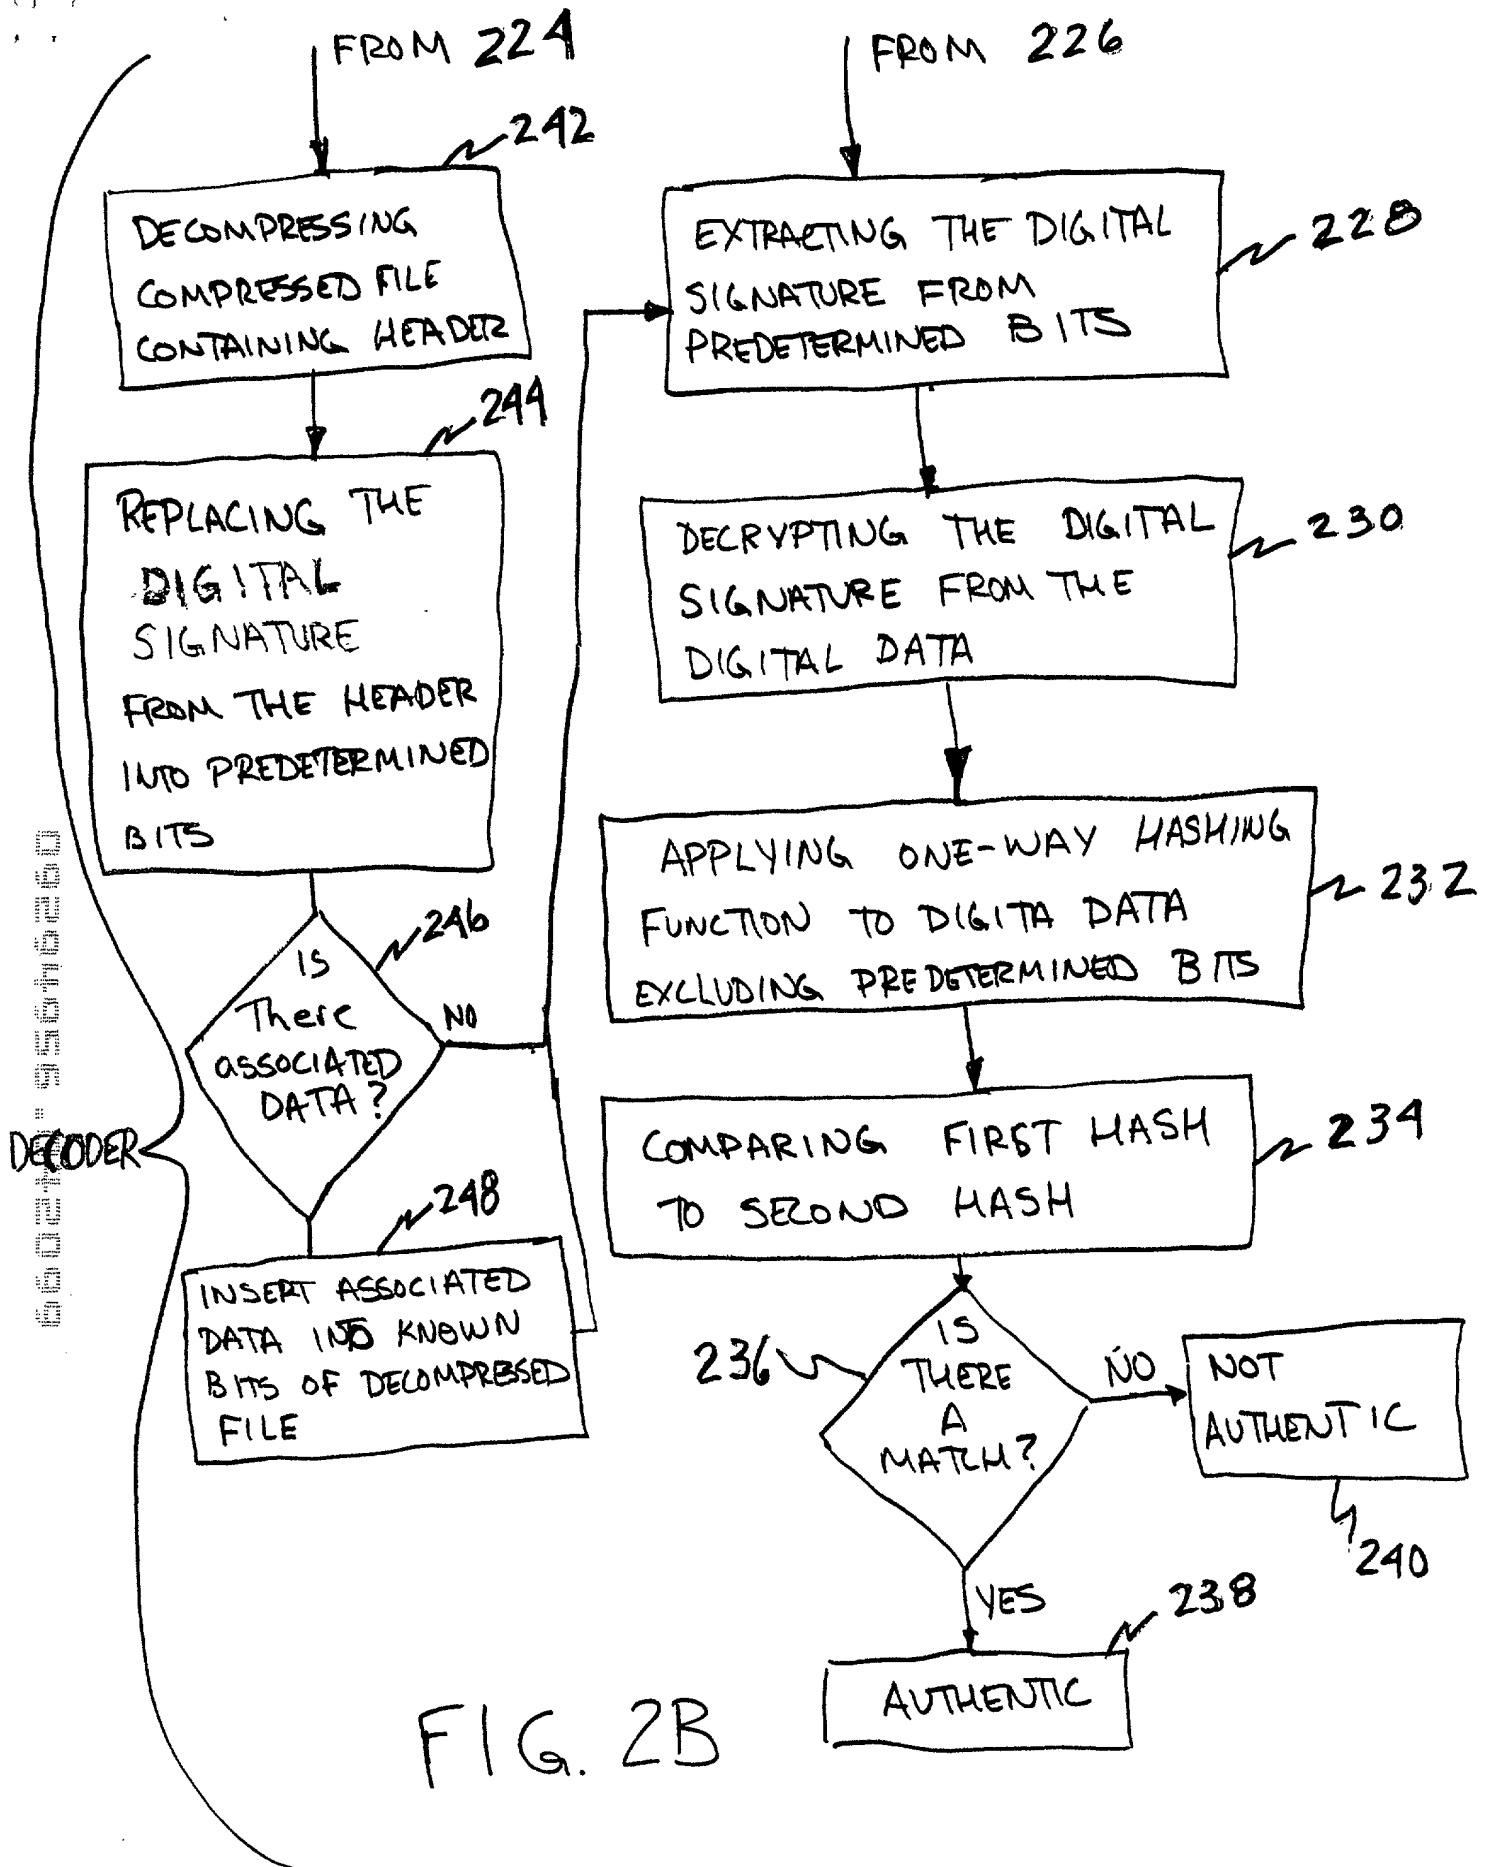 FROM 224
242
DECOMPRESSING
COMPRESSED FILE
CONTAINING HEADER
244
REPLACING THE
DIGITAL
SIGNATURE
FROM THE HEADER
INTO PREDETERMINED
BITS
246
IS
There
ASSOCIATED
DATA?
NO
DECODER
248
INSERT ASSOCIATED
DATA INTO KNOWN
BITS OF DECOMPRESSED
FILE
FROM 226
EXTRACTING THE DIGITAL
SIGNATURE FROM
PREDETERMINED BITS
228
DECRYPTING THE DIGITAL
SIGNATURE FROM THE
DIGITAL DATA
230
APPLYING ONE-WAY HASHING
FUNCTION TO DIGITA DATA
EXCLUDING PREDETERMINED BITS
232
COMPARING FIRST HASH
TO SECOND HASH
234
236
IS
THERE
A
MATCH?
NO
NOT
AUTHENTIC
240
YES
238
AUTHENTIC
FIG. 2B